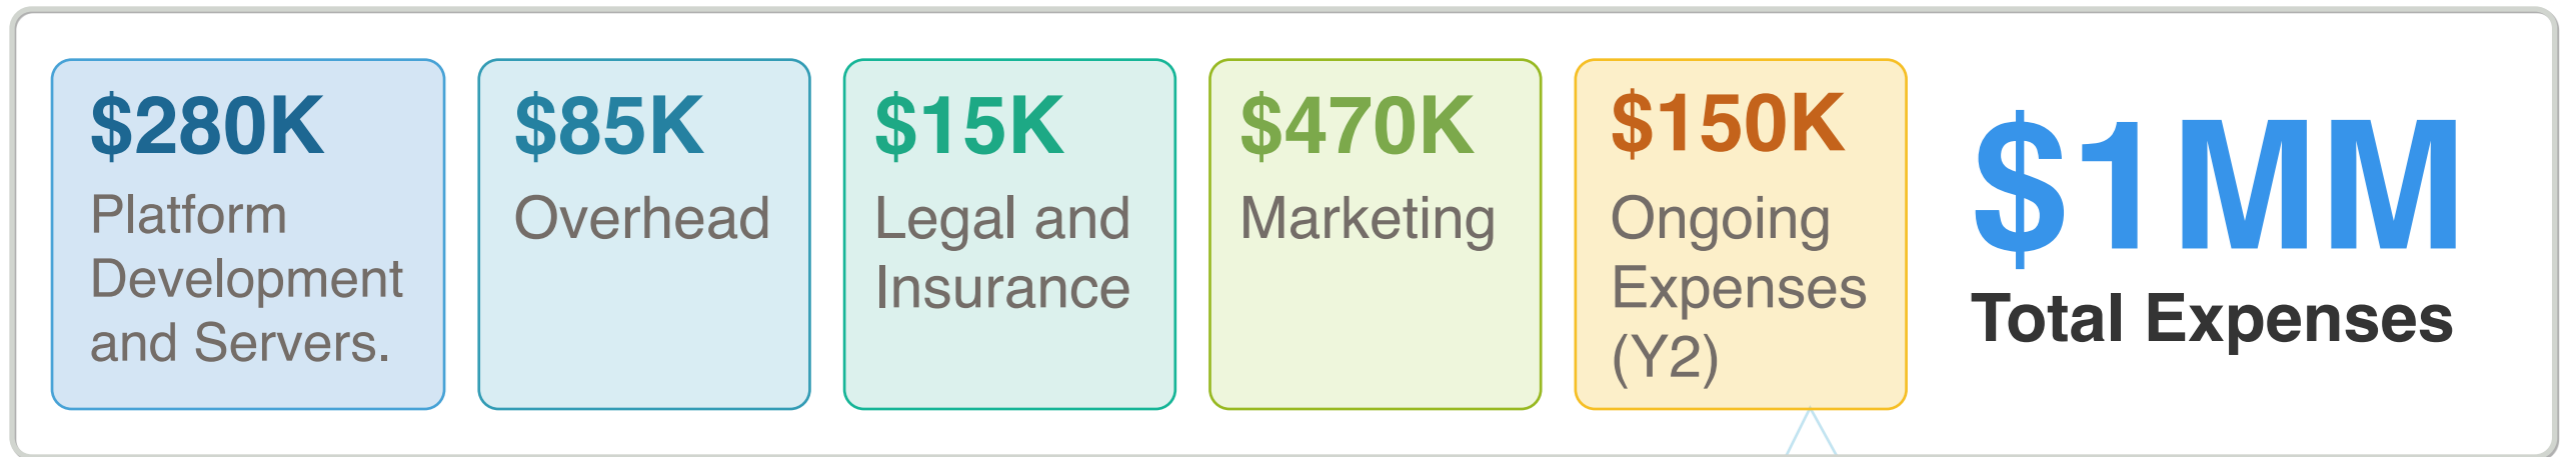 $280K
Platform
Development
and Servers.
$85K
Overhead
$15K
Legal and
Insurance
$470K
Marketing
$150K
Ongoing
Expenses
(Y2)
$1MM
Total Expenses